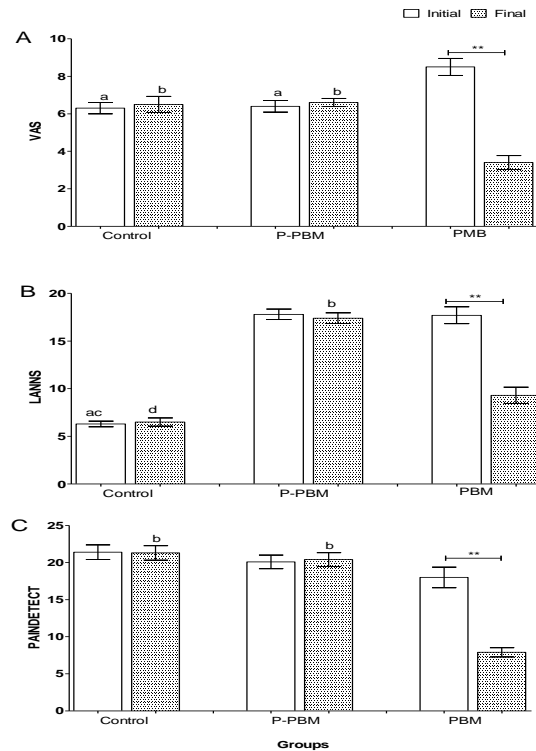 Initial Final
A
10
8
6
4
2
0
VAS
a b a b **
Control P-PBM PMB
B
20
15
10
5
0
LANNS
ac d b **
Control P-PBM PBM
C
25
20
15
10
5
0
PAINDETECT
b b **
Control P-PBM PBM
Groups